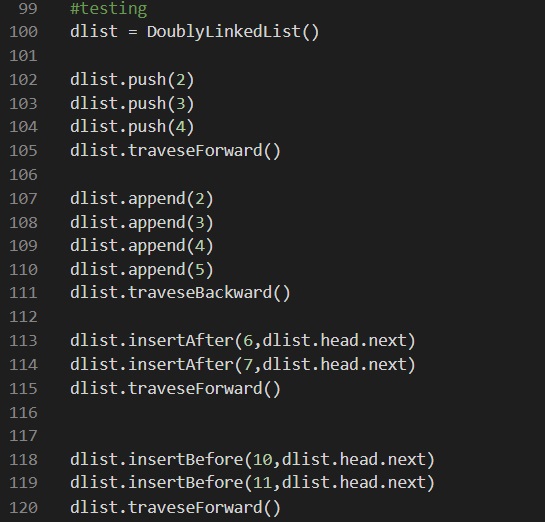 99 #testing
100 dlist = DoublyLinkedList()
101
102 dlist.push(2)
103 dlist.push(3)
104 dlist.push(4)
105 dlist.traveseForward()
106
107 dlist.append(2)
108 dlist.append(3)
109 dlist.append(4)
110 dlist.append(5)
111 dlist.traveseBackward()
112
113 dlist.insertAfter(6,dlist.head.next)
114 dlist.insertAfter(7,dlist.head.next)
115 dlist.traveseForward()
116
117
118 dlist.insertBefore(10,dlist.head.next)
119 dlist.insertBefore(11,dlist.head.next)
120 dlist.traveseForward()